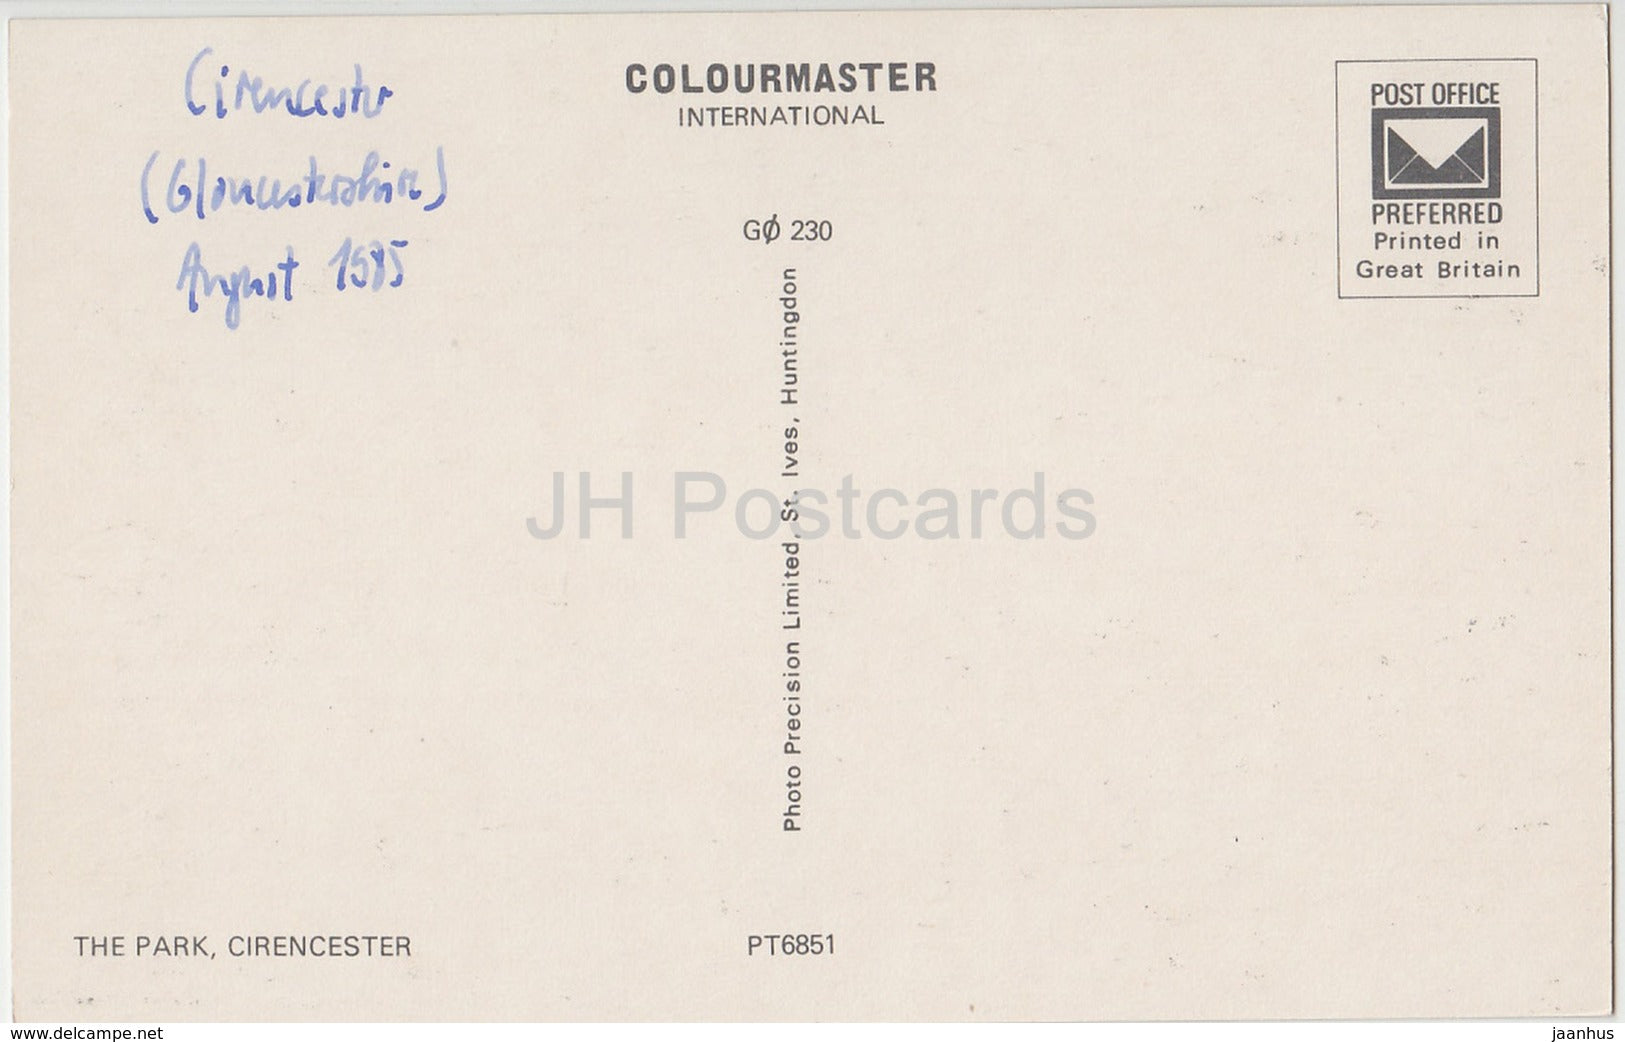 Cirencester
(Gloucestershire)
August 1985
COLOURMASTER
INTERNATIONAL
POST OFFICE
PREFERRED
Printed in
Great Britain
GØ 230
Photo Precision Limited, St. Ives, Huntingdon
JH Postcards
THE PARK, CIRENCESTER
PT6851
www.delcampe.net
jaanhus